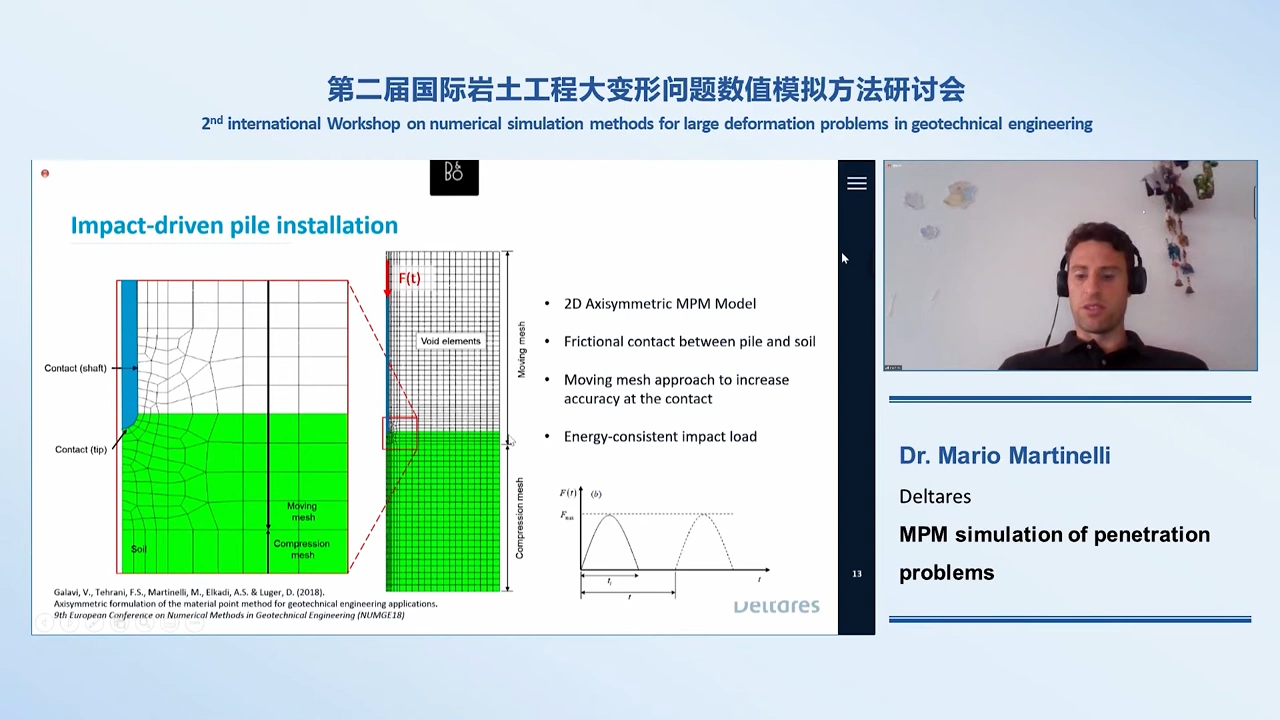 第二届国际岩土工程大变形问题数值模拟方法研讨会
2nd international Workshop on numerical simulation methods for large deformation problems in geotechnical engineering
Impact-driven pile installation
F(t)
Void elements
Moving mesh
Compression mesh
Contact (shaft)
Contact (tip)
Moving
mesh
Compression
mesh
Soil
• 2D Axisymmetric MPM Model
• Frictional contact between pile and soil
• Moving mesh approach to increase
accuracy at the contact
• Energy-consistent impact load
F(t) (b)
Fmax
t
ti
t
Galavi, V., Tehrani, F.S., Martinelli, M., Elkadi, A.S. & Luger, D. (2018).
Axisymmetric formulation of the material point method for geotechnical engineering applications.
9th European Conference on Numerical Methods in Geotechnical Engineering (NUMGE18)
Deltares
13
Dr. Mario Martinelli
Deltares
MPM simulation of penetration
problems